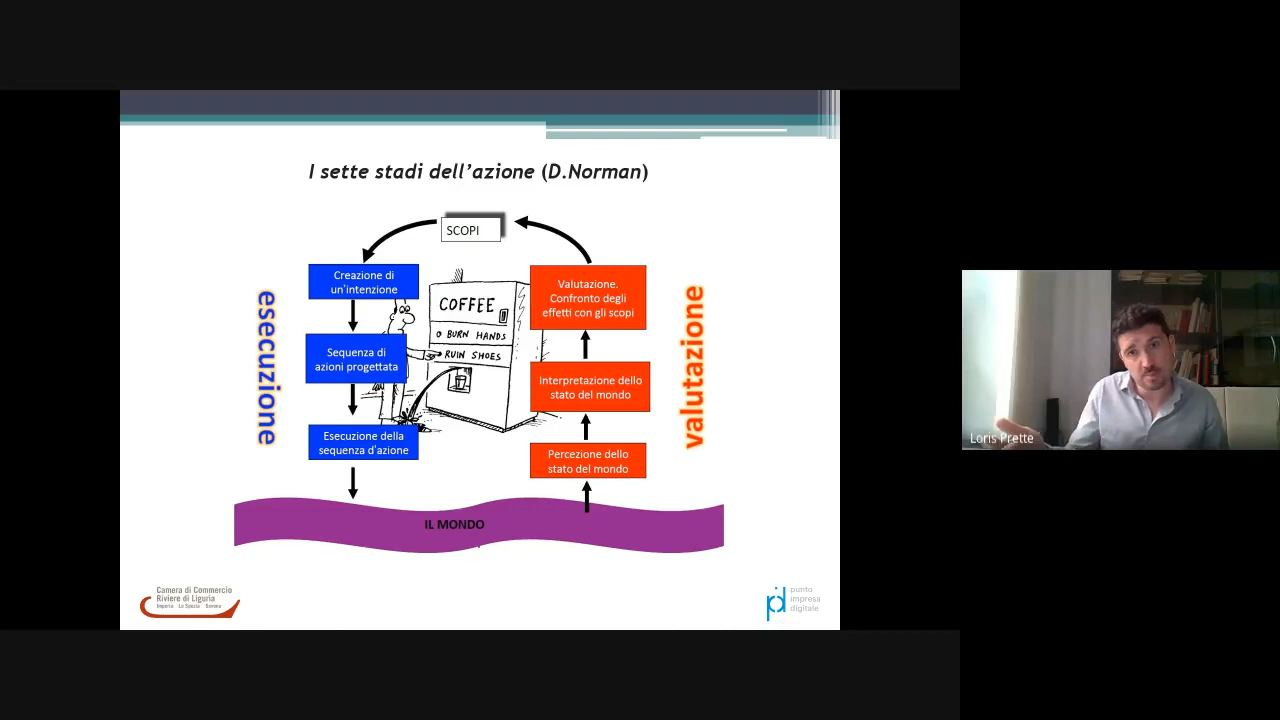 I sette stadi dell'azione (D.Norman)
SCOPI
Creazione di
un'intenzione
Sequenza di
azioni progettata
Esecuzione della
sequenza d'azione
esecuzione
COFFEE
BURN HANDS
RUIN SHOES
Valutazione.
Confronto degli
effetti con gli scopi
Interpretazione dello
stato del mondo
Percezione dello
stato del mondo
valutazione
IL MONDO
Camera di Commercio
Riviere di Liguria
Imperia La Spezia Savona
punto
impresa
digitale
Loris Prette